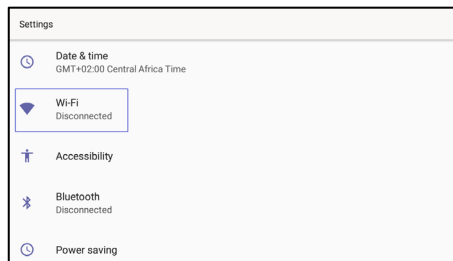 Settings
Date & time
GMT+02:00 Central Africa Time
Wi-Fi
Disconnected
Accessibility
Bluetooth
Disconnected
Power saving